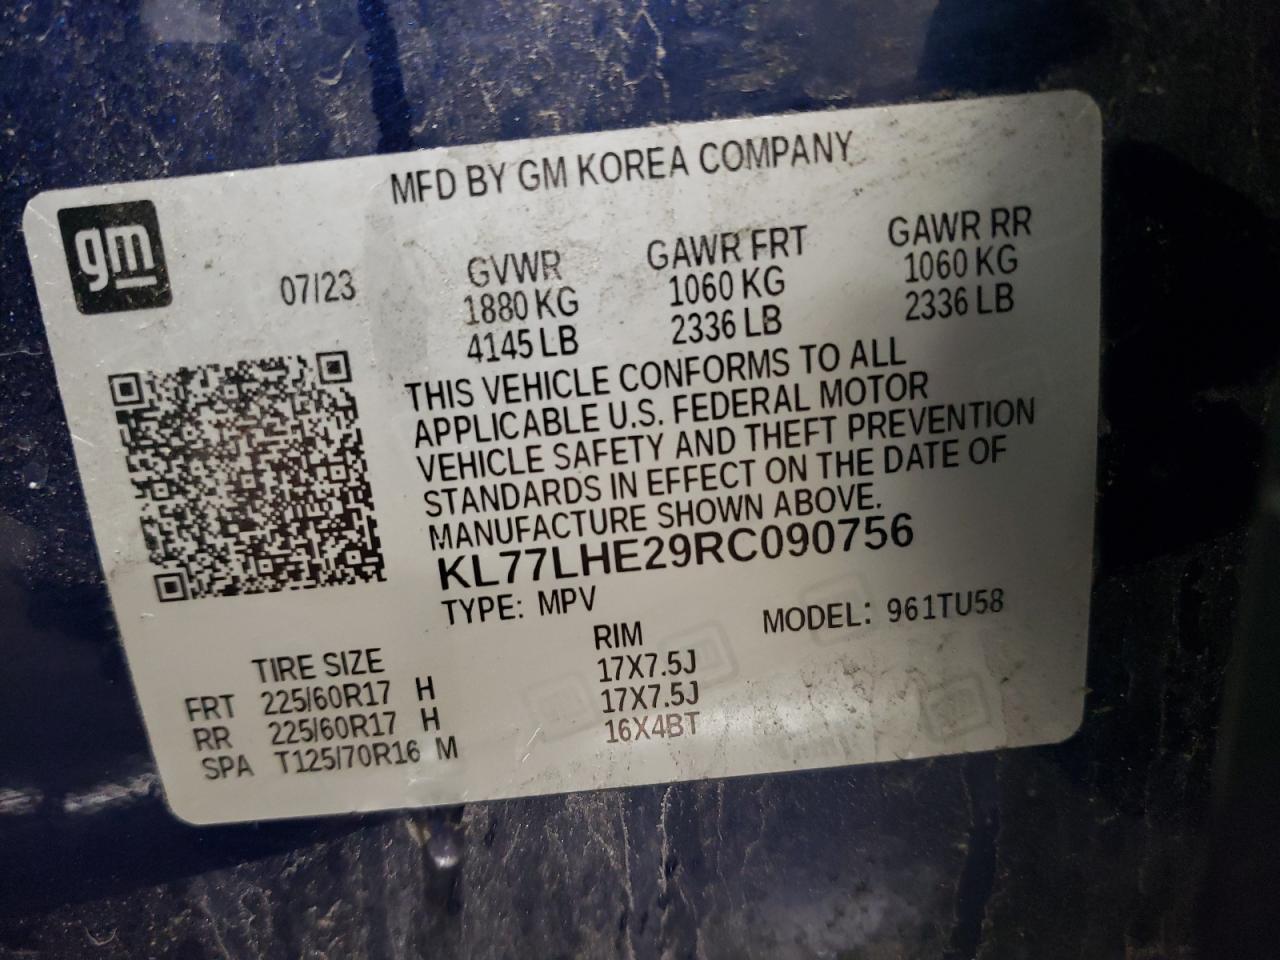 MFD BY GM KOREA COMPANY
gm
07/23
GVWR GAWR FRT GAWR RR
1880 KG 1060 KG 1060 KG
4145 LB 2336 LB 2336 LB
THIS VEHICLE CONFORMS TO ALL
APPLICABLE U.S. FEDERAL MOTOR
VEHICLE SAFETY AND THEFT PREVENTION
STANDARDS IN EFFECT ON THE DATE OF
MANUFACTURE SHOWN ABOVE.
KL77LHE29RC090756
TYPE: MPV MODEL: 961TU58
TIRE SIZE RIM
FRT 225/60R17 H 17X7.5J
RR 225/60R17 H 17X7.5J
SPA T125/70R16 M 16X4BT